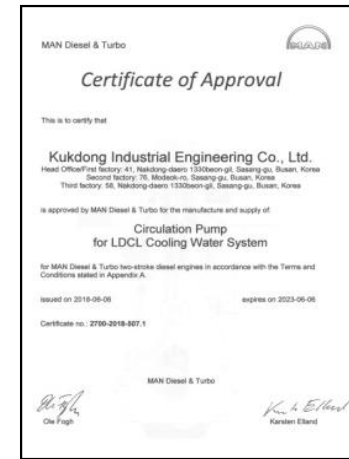 MAN Diesel & Turbo
MAN
Certificate of Approval
This is to certify that
Kukdong Industrial Engineering Co., Ltd.
Head Office/First factory: 41, Nakdong-daero 1330beon-gil, Sasang-gu, Busan, Korea
Second factory: 76, Modeok-ro, Sasang-gu, Busan, Korea
Third factory: 58, Nakdong-daero 1330beon-gil, Sasang-gu, Busan, Korea
is approved by MAN Diesel & Turbo for the manufacture and supply of:
Circulation Pump
for LDCL Cooling Water System
for MAN Diesel & Turbo two-stroke diesel engines in accordance with the Terms and
Conditions stated in Appendix A.
issued on 2018-06-06 expires on 2023-06-06
Certificate no.: 2700-2018-507.1
MAN Diesel & Turbo
Ole Fogh Karsten Elland